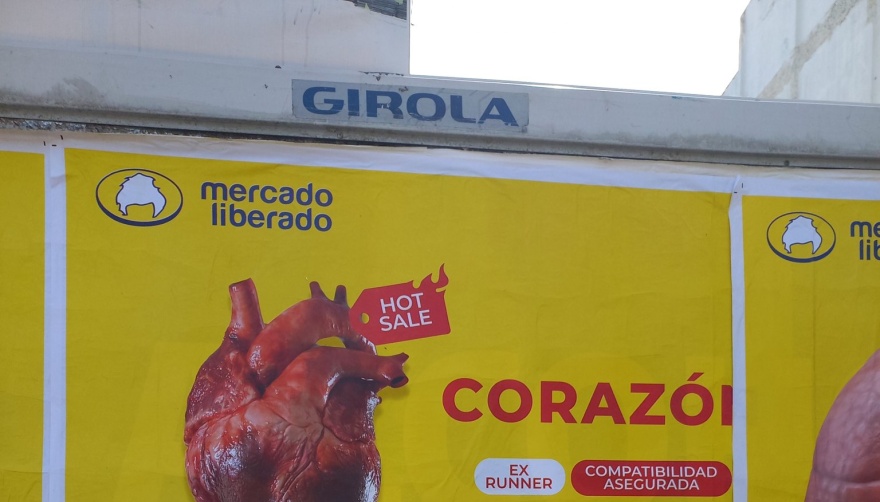 GIROLA
mercado
liberado
HOT
SALE
CORAZÓ
EX
RUNNER
COMPATIBILIDAD
ASEGURADA